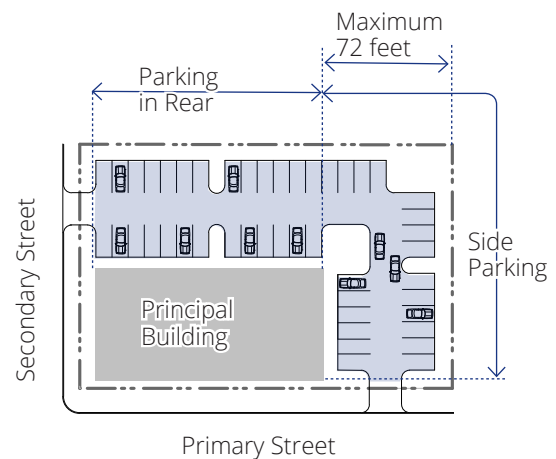 Maximum
72 feet
Parking
in Rear
Secondary Street
Side
Parking
Principal
Building
Primary Street